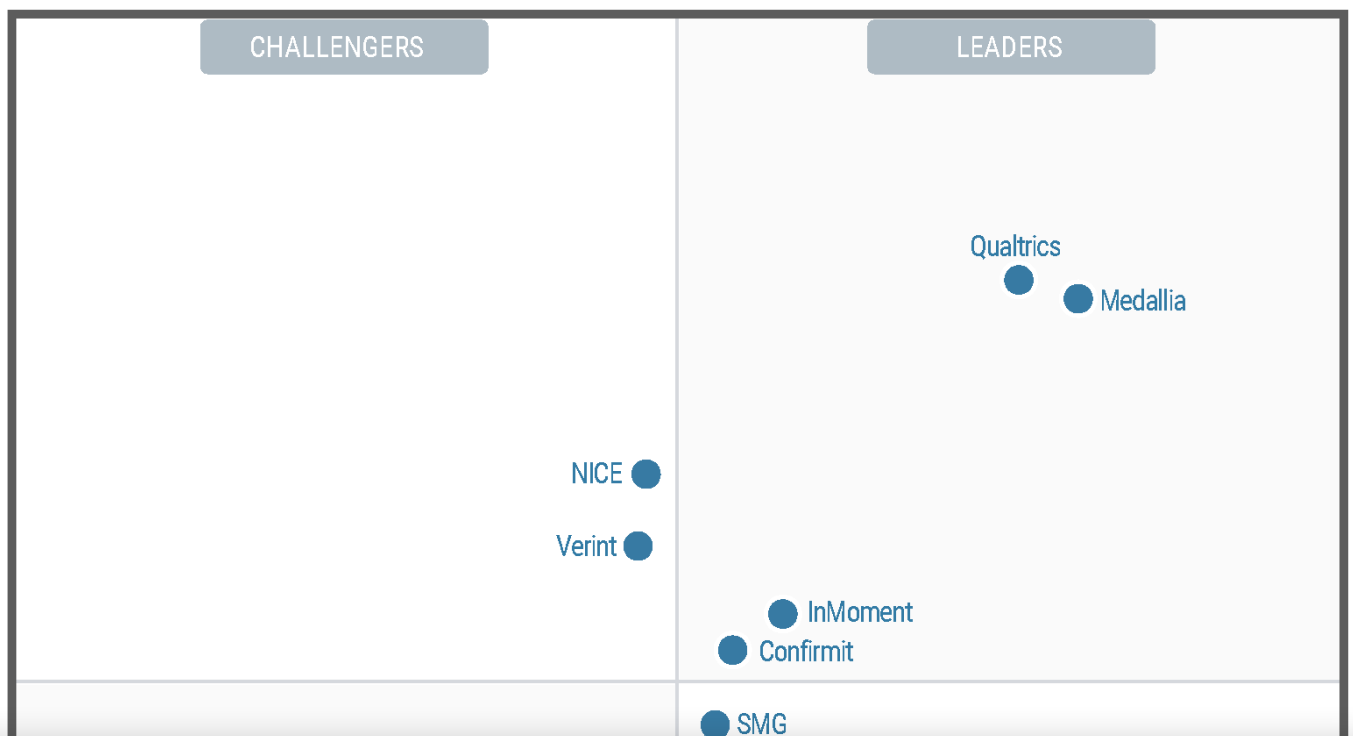 CHALLENGERS
LEADERS
Qualtrics
Medallia
NICE
Verint
InMoment
Confirmit
SMG